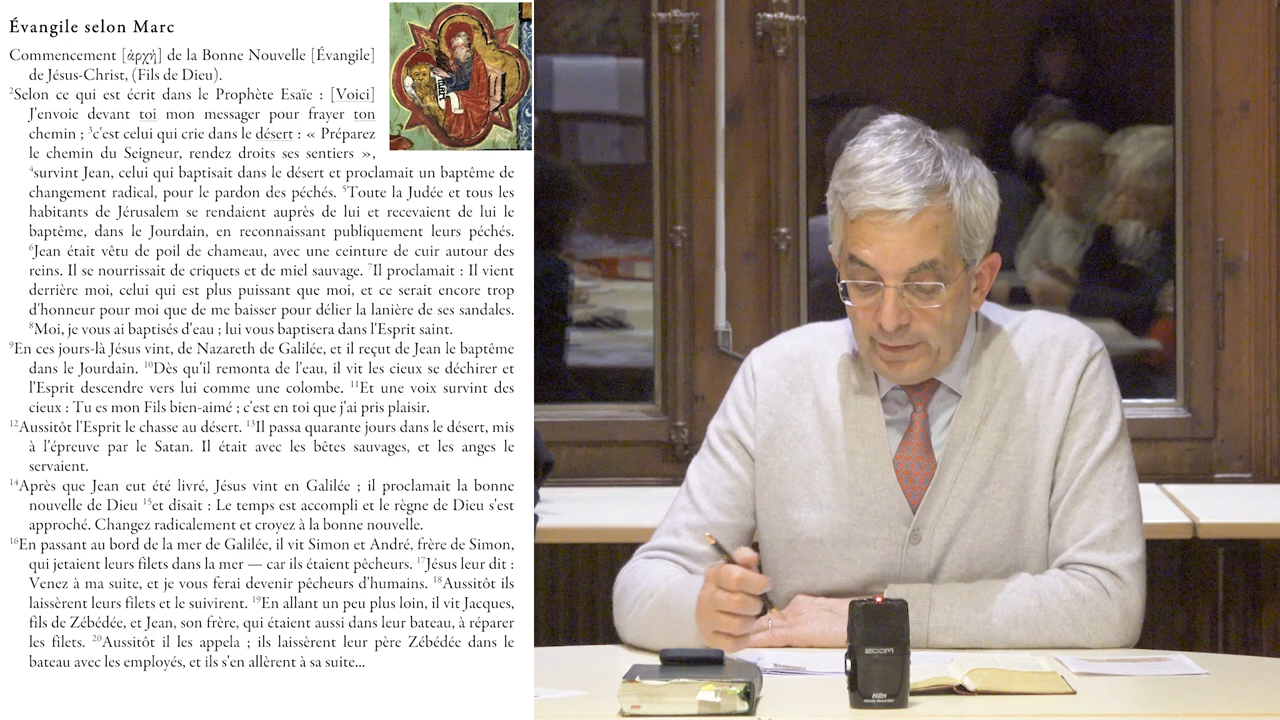 Évangile selon Marc
Commencement [ἀρχή] de la Bonne Nouvelle [Évangile]
de Jésus-Christ, (Fils de Dieu).
²Selon ce qui est écrit dans le Prophète Esaïe : [Voici]
J'envoie devant toi mon messager pour frayer ton
chemin ; ³c'est celui qui crie dans le désert : « Préparez
le chemin du Seigneur, rendez droits ses sentiers »,
⁴survint Jean, celui qui baptisait dans le désert et proclamait un baptême de
changement radical, pour le pardon des péchés. ⁵Toute la Judée et tous les
habitants de Jérusalem se rendaient auprès de lui et recevaient de lui le
baptême, dans le Jourdain, en reconnaissant publiquement leurs péchés.
⁶Jean était vêtu de poil de chameau, avec une ceinture de cuir autour des
reins. Il se nourrissait de criquets et de miel sauvage. ⁷Il proclamait : Il vient
derrière moi, celui qui est plus puissant que moi, et ce serait encore trop
d'honneur pour moi que de me baisser pour délier la lanière de ses sandales.
⁸Moi, je vous ai baptisés d'eau ; lui vous baptisera dans l'Esprit saint.
⁹En ces jours-là Jésus vint, de Nazareth de Galilée, et il reçut de Jean le baptême
dans le Jourdain. ¹⁰Dès qu'il remonta de l'eau, il vit les cieux se déchirer et
l'Esprit descendre vers lui comme une colombe. ¹¹Et une voix survint des
cieux : Tu es mon Fils bien-aimé ; c'est en toi que j'ai pris plaisir.
¹²Aussitôt l'Esprit le chasse au désert. ¹³Il passa quarante jours dans le désert, mis
à l'épreuve par le Satan. Il était avec les bêtes sauvages, et les anges le
servaient.
¹⁴Après que Jean eut été livré, Jésus vint en Galilée ; il proclamait la bonne
nouvelle de Dieu ¹⁵et disait : Le temps est accompli et le règne de Dieu s'est
approché. Changez radicalement et croyez à la bonne nouvelle.
¹⁶En passant au bord de la mer de Galilée, il vit Simon et André, frère de Simon,
qui jetaient leurs filets dans la mer — car ils étaient pêcheurs. ¹⁷Jésus leur dit :
Venez à ma suite, et je vous ferai devenir pêcheurs d'humains. ¹⁸Aussitôt ils
laissèrent leurs filets et le suivirent. ¹⁹En allant un peu plus loin, il vit Jacques,
fils de Zébédée, et Jean, son frère, qui étaient aussi dans leur bateau, à réparer
les filets. ²⁰Aussitôt il les appela ; ils laissèrent leur père Zébédée dans le
bateau avec les employés, et ils s'en allèrent à sa suite...
zoom
H2n
Handy Recorder